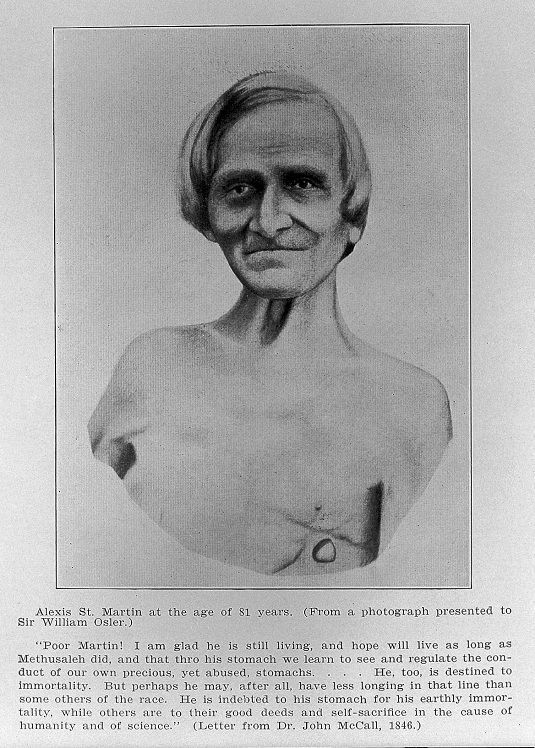 Alexis St. Martin at the age of 81 years. (From a photograph presented to
Sir William Osler.)
"Poor Martin! I am glad he is still living, and hope will live as long as
Methusaleh did, and that thro his stomach we learn to see and regulate the con-
duct of our own precious, yet abused, stomachs. . . . He, too, is destined to
immortality. But perhaps he may, after all, have less longing in that line than
some others of the race. He is indebted to his stomach for his earthly immor-
tality, while others are to their good deeds and self-sacrifice in the cause of
humanity and of science." (Letter from Dr. John McCall, 1846.)